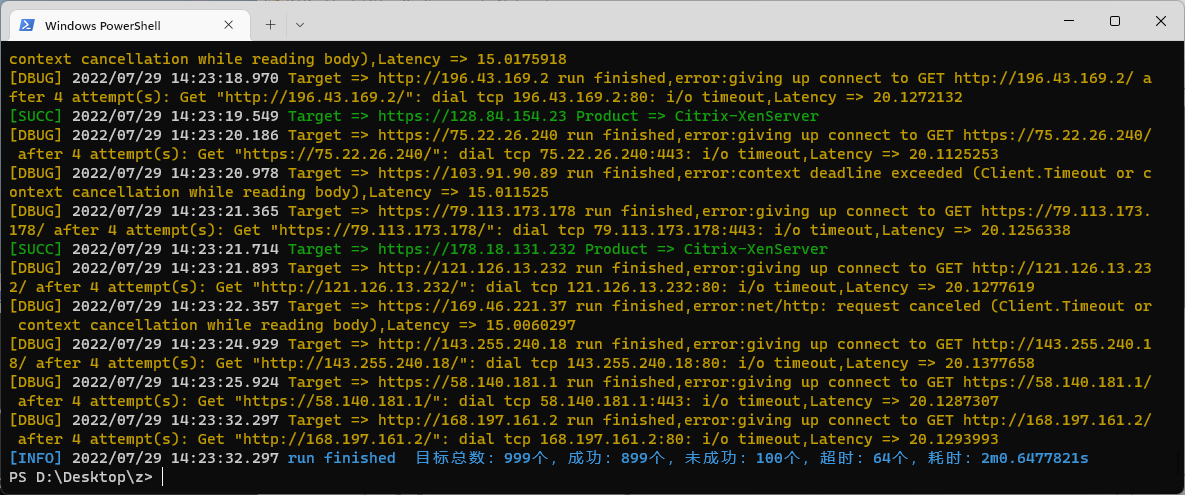 Windows PowerShell
context cancellation while reading body),Latency => 15.0175918
[DBUG] 2022/07/29 14:23:18.970 Target => http://196.43.169.2 run finished,error:giving up connect to GET http://196.43.169.2/ a
fter 4 attempt(s): Get "http://196.43.169.2/": dial tcp 196.43.169.2:80: i/o timeout,Latency => 20.1272132
[SUCC] 2022/07/29 14:23:19.549 Target => https://128.84.154.23 Product => Citrix-XenServer
[DBUG] 2022/07/29 14:23:20.186 Target => https://75.22.26.240 run finished,error:giving up connect to GET https://75.22.26.240/
 after 4 attempt(s): Get "https://75.22.26.240/": dial tcp 75.22.26.240:443: i/o timeout,Latency => 20.1125253
[DBUG] 2022/07/29 14:23:20.978 Target => https://103.91.90.89 run finished,error:context deadline exceeded (Client.Timeout or c
ontext cancellation while reading body),Latency => 15.011525
[DBUG] 2022/07/29 14:23:21.365 Target => https://79.113.173.178 run finished,error:giving up connect to GET https://79.113.173.
178/ after 4 attempt(s): Get "https://79.113.173.178/": dial tcp 79.113.173.178:443: i/o timeout,Latency => 20.1256338
[SUCC] 2022/07/29 14:23:21.714 Target => https://178.18.131.232 Product => Citrix-XenServer
[DBUG] 2022/07/29 14:23:21.893 Target => http://121.126.13.232 run finished,error:giving up connect to GET http://121.126.13.23
2/ after 4 attempt(s): Get "http://121.126.13.232/": dial tcp 121.126.13.232:80: i/o timeout,Latency => 20.1277619
[DBUG] 2022/07/29 14:23:22.357 Target => https://169.46.221.37 run finished,error:net/http: request canceled (Client.Timeout or
 context cancellation while reading body),Latency => 15.0060297
[DBUG] 2022/07/29 14:23:24.929 Target => http://143.255.240.18 run finished,error:giving up connect to GET http://143.255.240.1
8/ after 4 attempt(s): Get "http://143.255.240.18/": dial tcp 143.255.240.18:80: i/o timeout,Latency => 20.1377658
[DBUG] 2022/07/29 14:23:25.924 Target => https://58.140.181.1 run finished,error:giving up connect to GET https://58.140.181.1/
 after 4 attempt(s): Get "https://58.140.181.1/": dial tcp 58.140.181.1:443: i/o timeout,Latency => 20.1287307
[DBUG] 2022/07/29 14:23:32.297 Target => http://168.197.161.2 run finished,error:giving up connect to GET http://168.197.161.2/
 after 4 attempt(s): Get "http://168.197.161.2/": dial tcp 168.197.161.2:80: i/o timeout,Latency => 20.1293993
[INFO] 2022/07/29 14:23:32.297 run finished  目标总数: 999个, 成功: 899个, 未成功: 100个, 超时: 64个, 耗时: 2m0.6477821s
PS D:\Desktop\z>